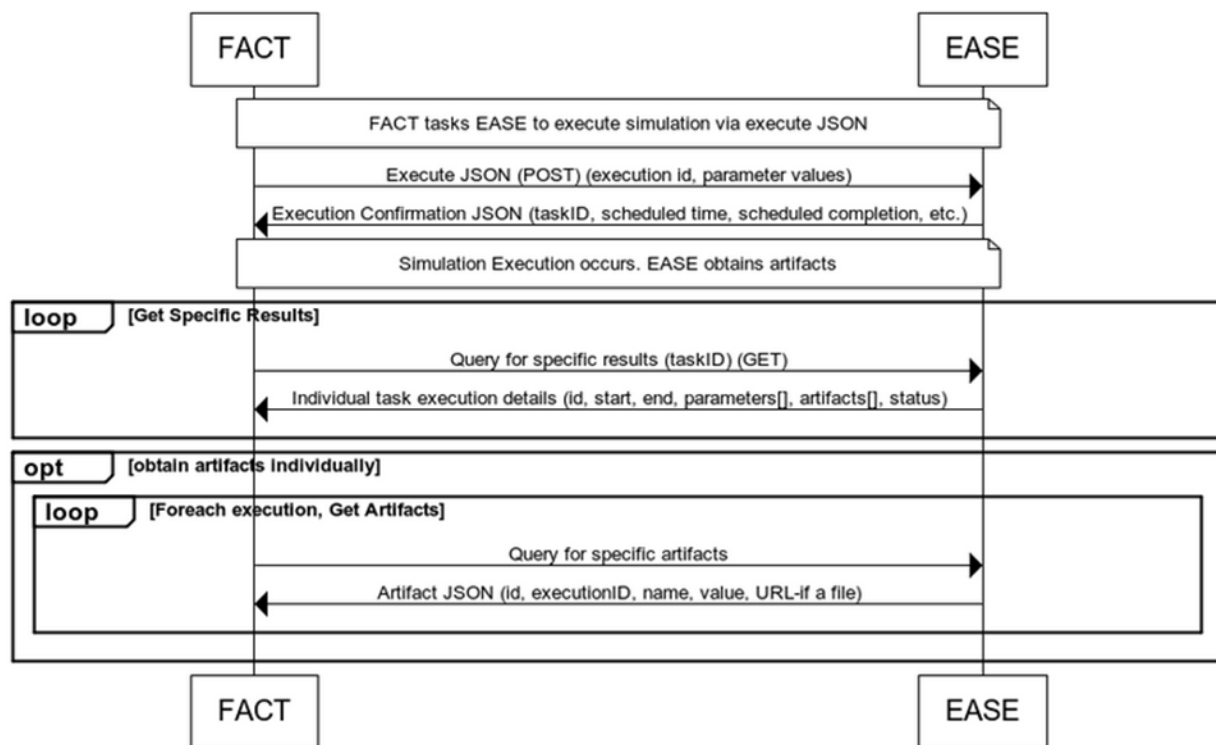 FACT
EASE
FACT tasks EASE to execute simulation via execute JSON
Execute JSON (POST) (execution id, parameter values)
Execution Confirmation JSON (taskID, scheduled time, scheduled completion, etc.)
Simulation Execution occurs. EASE obtains artifacts
loop [Get Specific Results]
Query for specific results (taskID) (GET)
Individual task execution details (id, start, end, parameters[], artifacts[], status)
opt [obtain artifacts individually]
loop [Foreach execution, Get Artifacts]
Query for specific artifacts
Artifact JSON (id, executionID, name, value, URL-if a file)
FACT
EASE